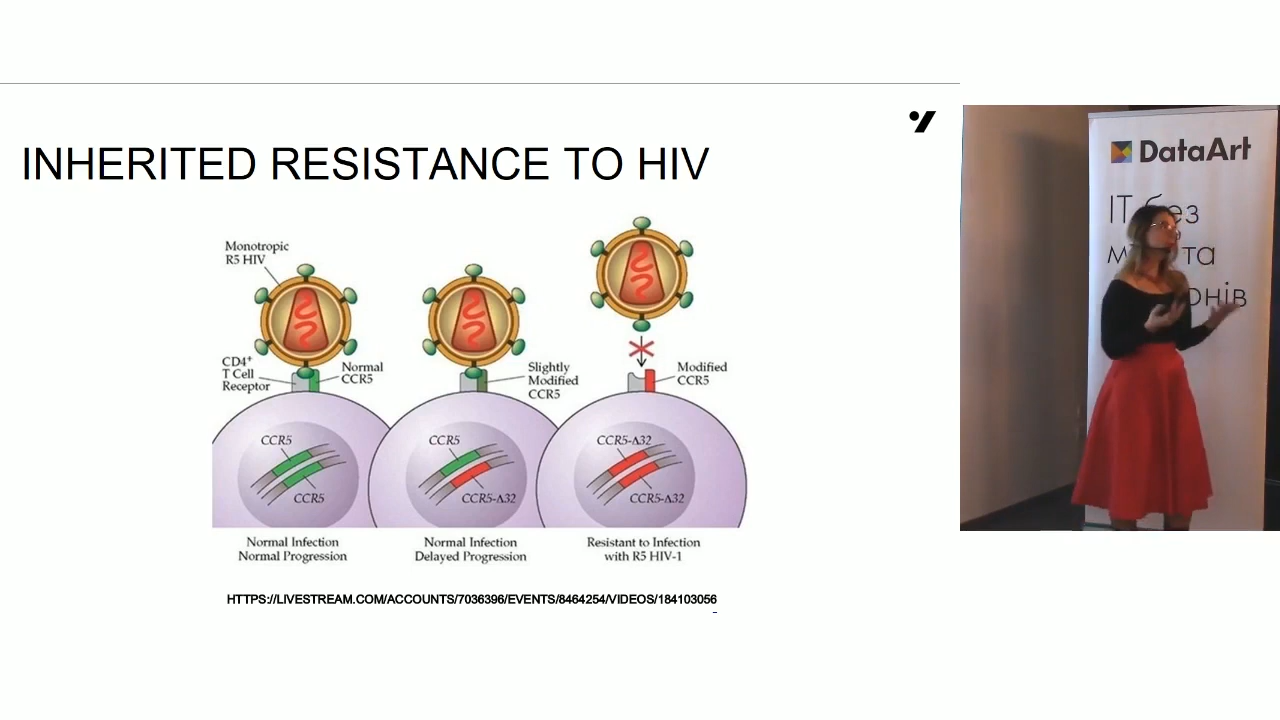 INHERITED RESISTANCE TO HIV
Monotropic
R5 HIV
CD4⁺
T Cell
Receptor
Normal
CCR5
Slightly
Modified
CCR5
Modified
CCR5
CCR5
CCR5
CCR5
CCR5-Δ32
CCR5-Δ32
CCR5-Δ32
Normal Infection
Normal Progression
Normal Infection
Delayed Progression
Resistant to Infection
with R5 HIV-1
HTTPS://LIVESTREAM.COM/ACCOUNTS/7036396/EVENTS/8464254/VIDEOS/184103056
DataArt
ІТ без
та